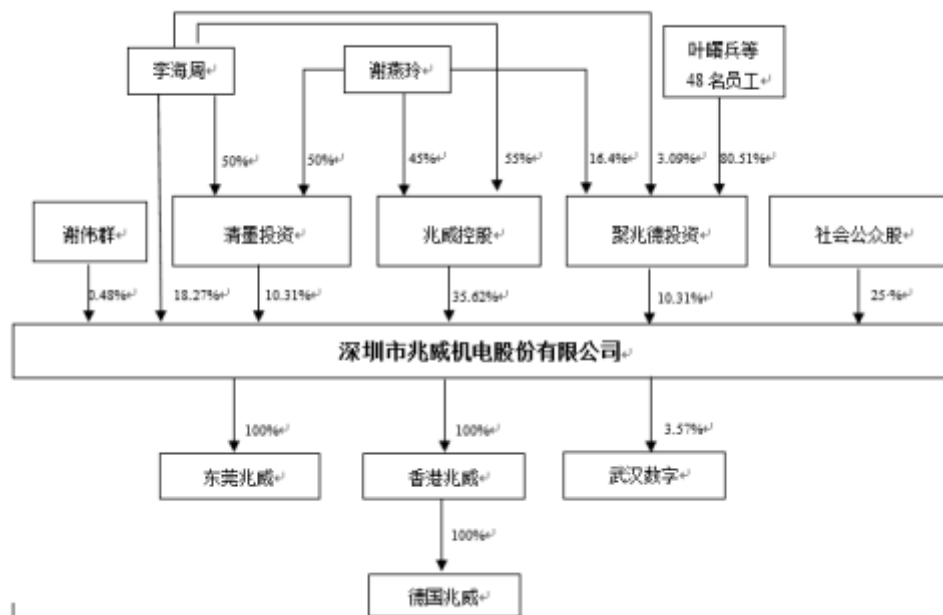 李海周↵
谢燕玲↵
叶曙兵等
48 名员工↵
50%↵
50%↵
45%↵
55%↵
16.4%↵
3.09%↵
80.51%↵
谢伟群↵
清墨投资↵
兆威控股↵
聚兆德投资↵
社会公众股↵
0.48%↵
18.27%↵
10.31%↵
35.62%↵
10.31%↵
25·%↵
深圳市兆威机电股份有限公司↵
100%↵
100%↵
3.57%↵
东莞兆威↵
香港兆威↵
武汉数字↵
100%↵
德国兆威↵